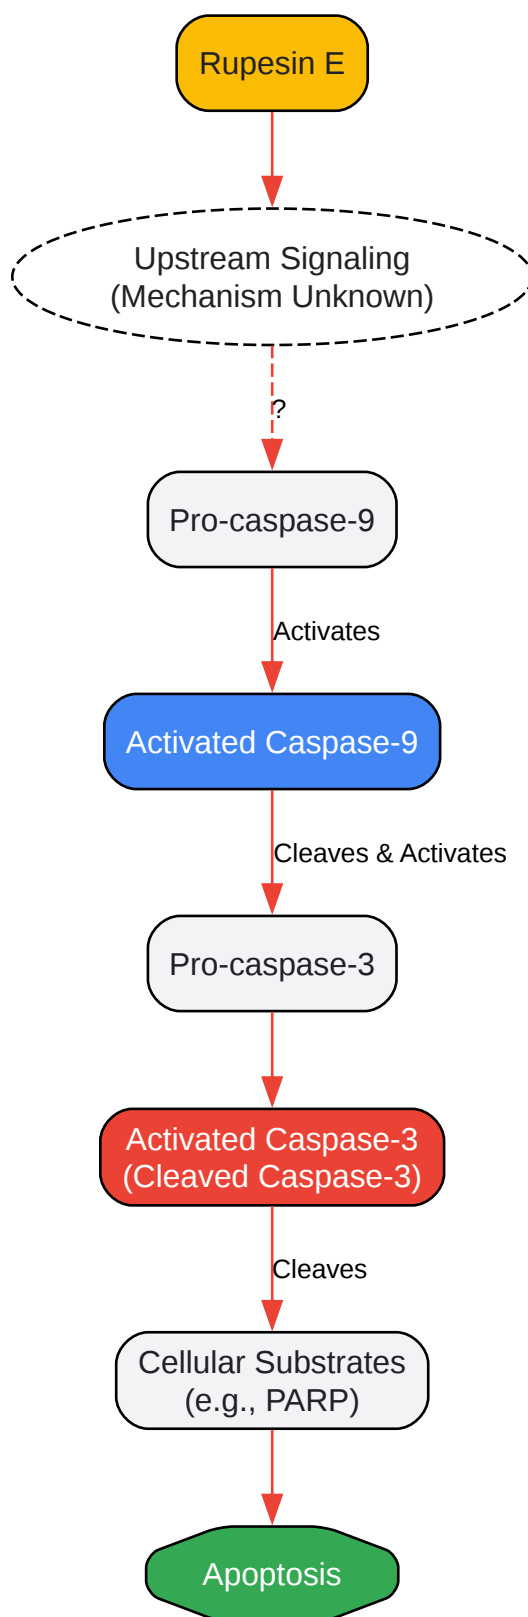 Rupesin E
Upstream Signaling
(Mechanism Unknown)
?
Pro-caspase-9
Activates
Activated Caspase-9
Cleaves & Activates
Pro-caspase-3
Activated Caspase-3
(Cleaved Caspase-3)
Cleaves
Cellular Substrates
(e.g., PARP)
Apoptosis